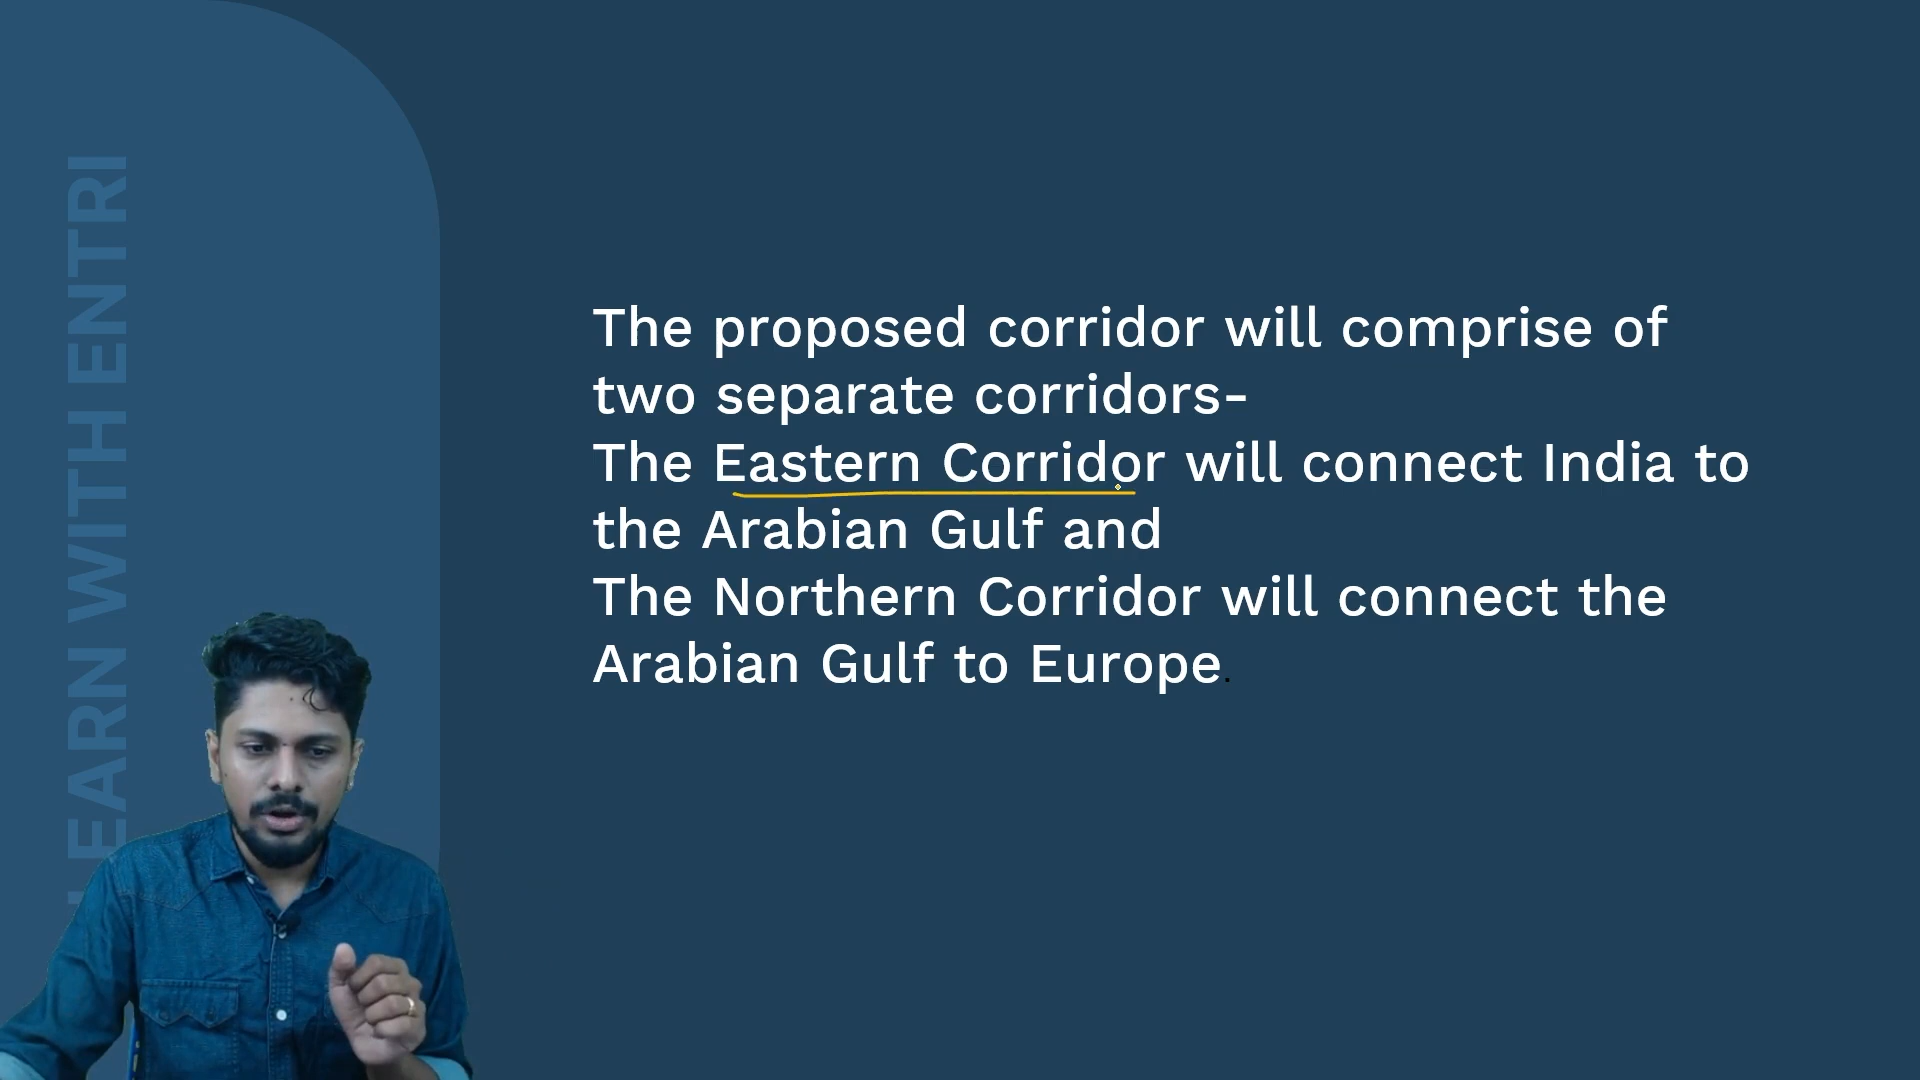 The proposed corridor will comprise of
two separate corridors-
The Eastern Corridor will connect India to
the Arabian Gulf and
The Northern Corridor will connect the
Arabian Gulf to Europe.
LEARN WITH ENTRI